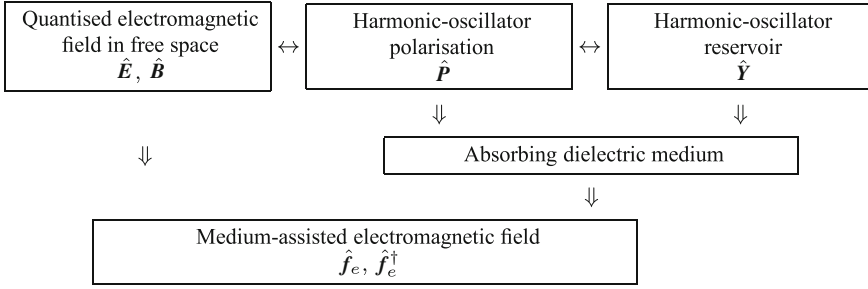 Quantised electromagnetic
field in free space
Ê, B̂
↔
Harmonic-oscillator
polarisation
P̂
↔
Harmonic-oscillator
reservoir
Ŷ
⇓
⇓
⇓
Absorbing dielectric medium
⇓
Medium-assisted electromagnetic field
f̂ₑ, f̂ₑ†